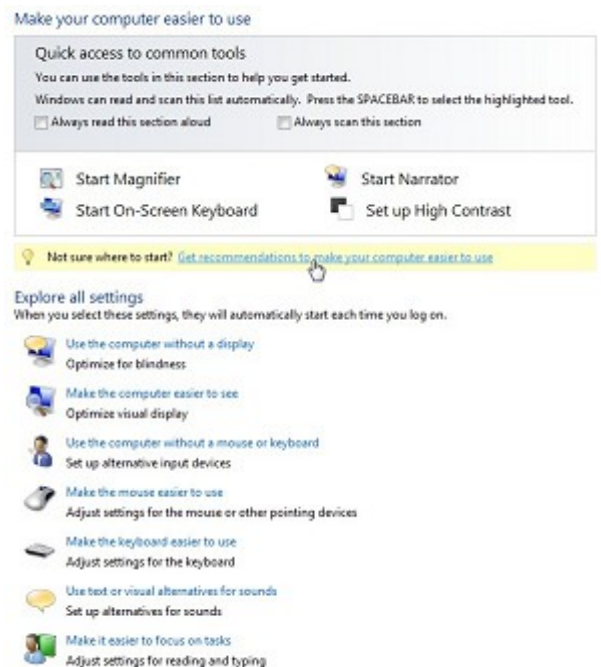 Make your computer easier to use
Quick access to common tools
You can use the tools in this section to help you get started.
Windows can read and scan this list automatically. Press the SPACEBAR to select the highlighted tool.
Always read this section aloud Always scan this section
Start Magnifier Start Narrator
Start On-Screen Keyboard Set up High Contrast
Not sure where to start? Get recommendations to make your computer easier to use
Explore all settings
When you select these settings, they will automatically start each time you log on.
Use the computer without a display
Optimize for blindness
Make the computer easier to see
Optimize visual display
Use the computer without a mouse or keyboard
Set up alternative input devices
Make the mouse easier to use
Adjust settings for the mouse or other pointing devices
Make the keyboard easier to use
Adjust settings for the keyboard
Use text or visual alternatives for sounds
Set up alternatives for sounds
Make it easier to focus on tasks
Adjust settings for reading and typing